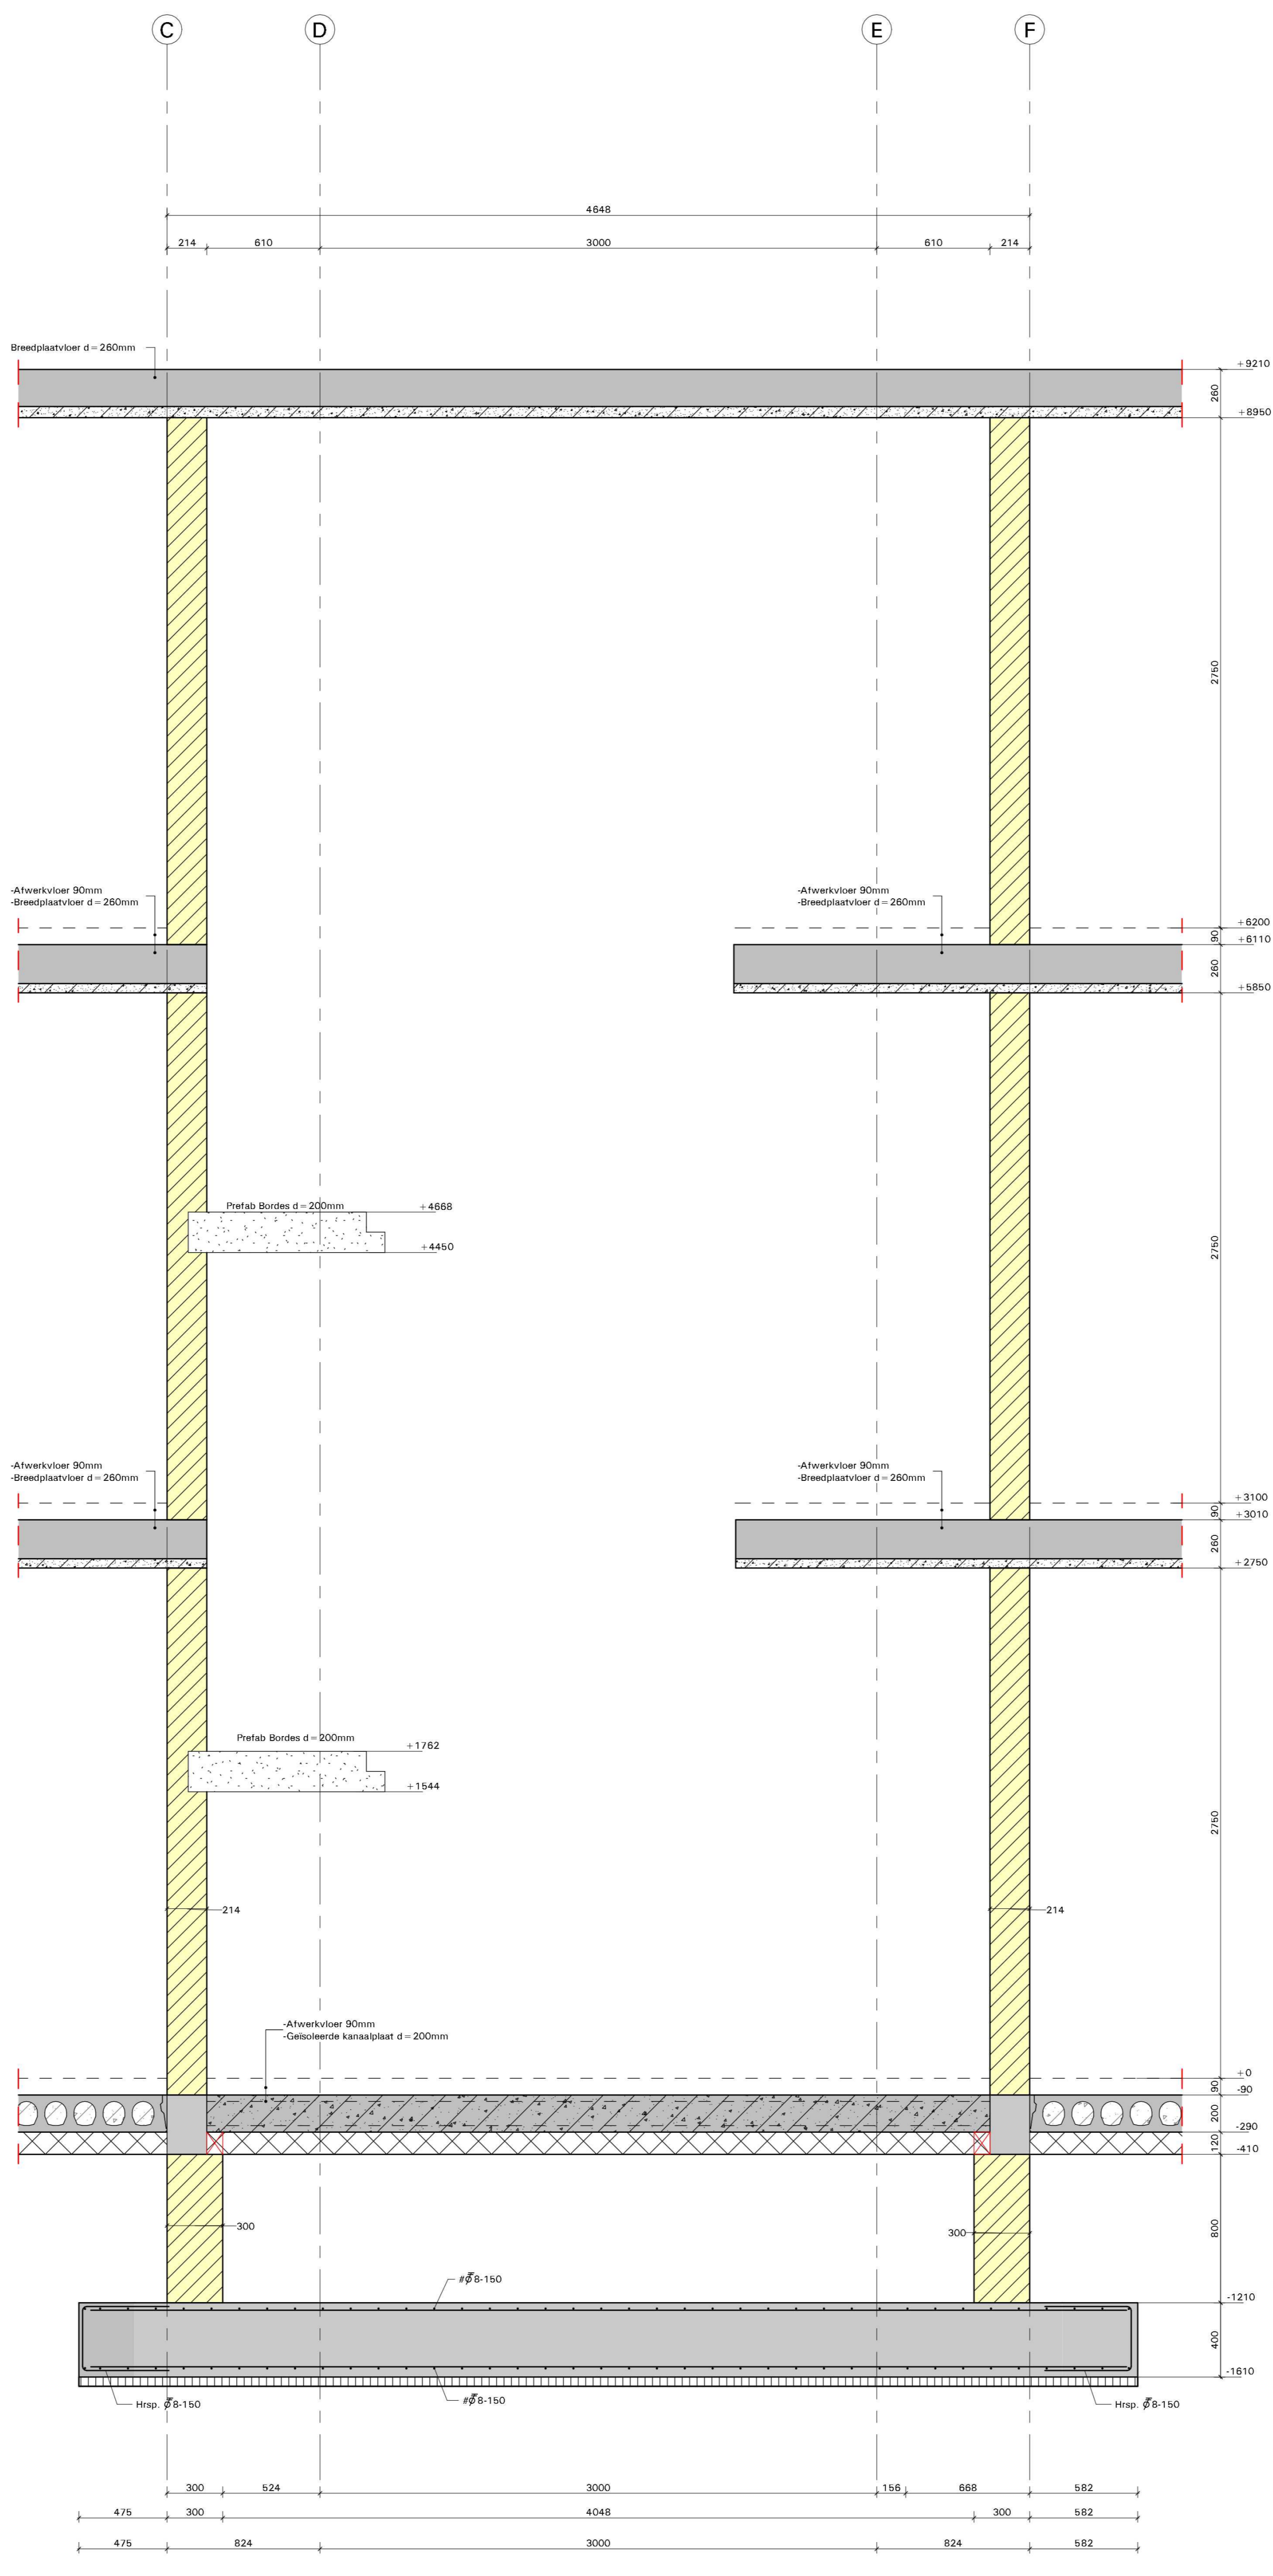 C D E F
4648
214 610 3000 610 214
Breedplaatvloer d=260mm
+9210
260
+8950
2750
-Afwerkvloer 90mm
-Breedplaatvloer d=260mm
-Afwerkvloer 90mm
-Breedplaatvloer d=260mm
+6200
90
+6110
260
+5850
Prefab Bordes d=200mm
+4668
+4450
2750
-Afwerkvloer 90mm
-Breedplaatvloer d=260mm
-Afwerkvloer 90mm
-Breedplaatvloer d=260mm
+3100
90
+3010
260
+2750
Prefab Bordes d=200mm
+1762
+1544
2750
214 214
-Afwerkvloer 90mm
-Geïsoleerde kanaalplaat d=200mm
+0
90
-90
200
-290
120
-410
300 300
800
#ø8-150
-1210
400
-1610
Hrsp. ø8-150 #ø8-150 Hrsp. ø8-150
300 524 3000 156 668 582
475 300 4048 300 582
475 824 3000 824 582